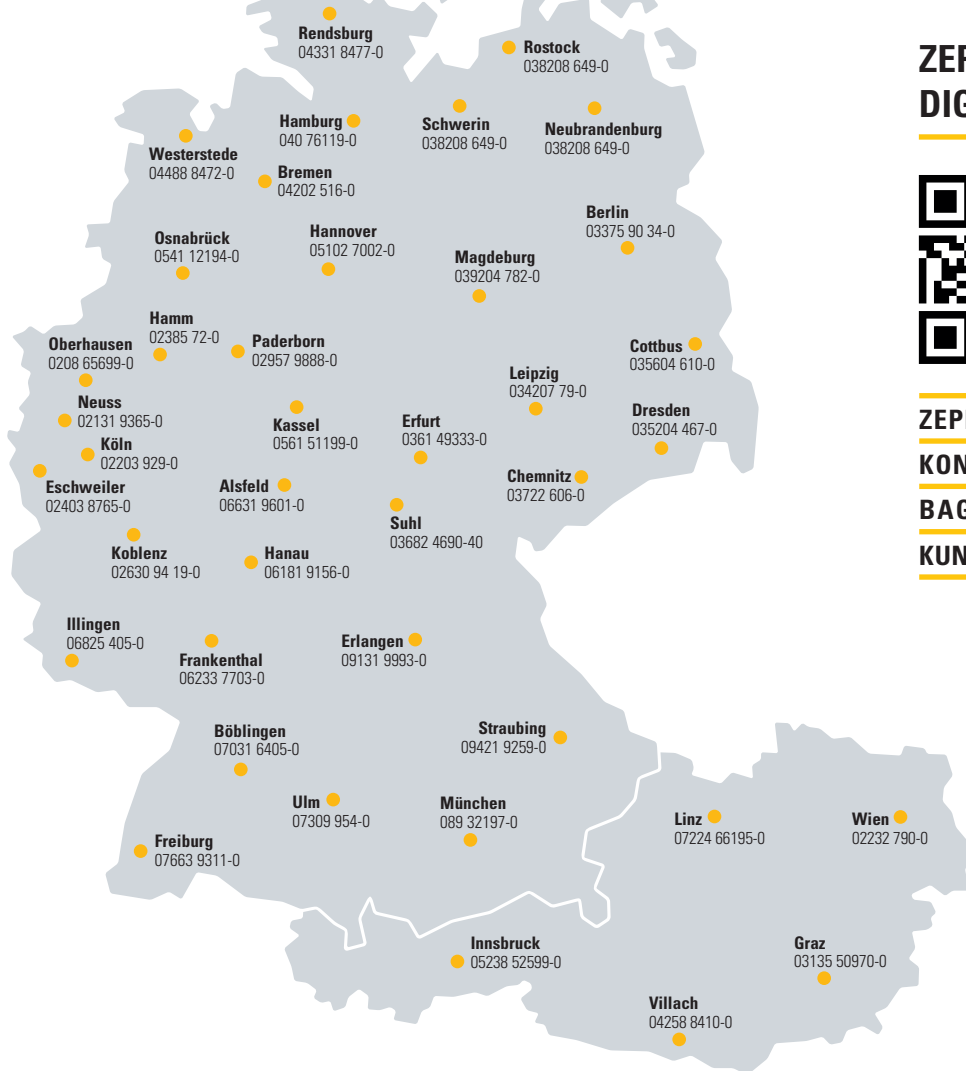 Rendsburg
04331 8477-0
Rostock
038208 649-0
Hamburg
040 76119-0
Schwerin
038208 649-0
Neubrandenburg
038208 649-0
Westerstede
04488 8472-0
Bremen
04202 516-0
Berlin
03375 90 34-0
Osnabrück
0541 12194-0
Hannover
05102 7002-0
Magdeburg
039204 782-0
Hamm
02385 72-0
Oberhausen
0208 65699-0
Paderborn
02957 9888-0
Cottbus
035604 610-0
Leipzig
034207 79-0
Neuss
02131 9365-0
Kassel
0561 51199-0
Erfurt
0361 49333-0
Dresden
035204 467-0
Köln
02203 929-0
Eschweiler
02403 8765-0
Alsfeld
06631 9601-0
Chemnitz
03722 606-0
Suhl
03682 4690-40
Koblenz
02630 94 19-0
Hanau
06181 9156-0
Illingen
06825 405-0
Frankenthal
06233 7703-0
Erlangen
09131 9993-0
Böblingen
07031 6405-0
Straubing
09421 9259-0
Ulm
07309 954-0
München
089 32197-0
Freiburg
07663 9311-0
Linz
07224 66195-0
Wien
02232 790-0
Innsbruck
05238 52599-0
Graz
03135 50970-0
Villach
04258 8410-0
DIG
KON
BAG
KUN